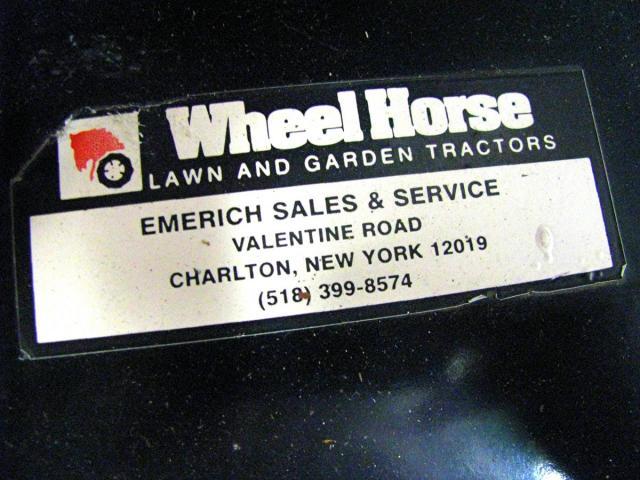 Wheel Horse
LAWN AND GARDEN TRACTORS
EMERICH SALES & SERVICE
VALENTINE ROAD
CHARLTON, NEW YORK 12019
(518) 399-8574